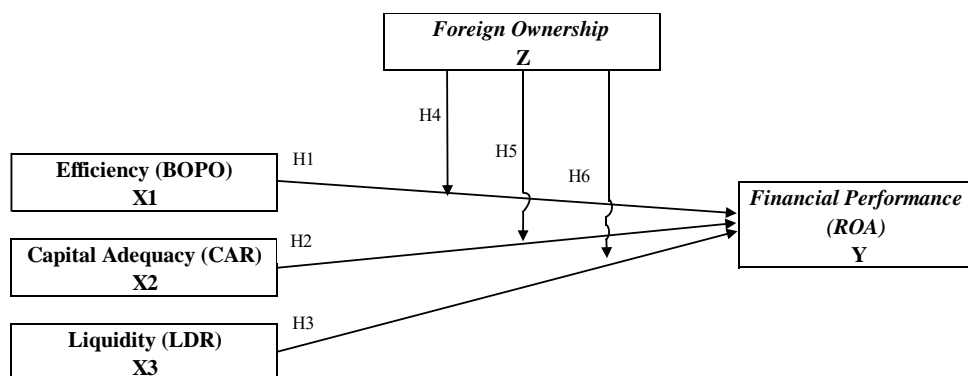 Foreign Ownership
Z
H4
H5
H6
H1
Efficiency (BOPO)
X1
H2
Capital Adequacy (CAR)
X2
H3
Liquidity (LDR)
X3
Financial Performance
(ROA)
Y